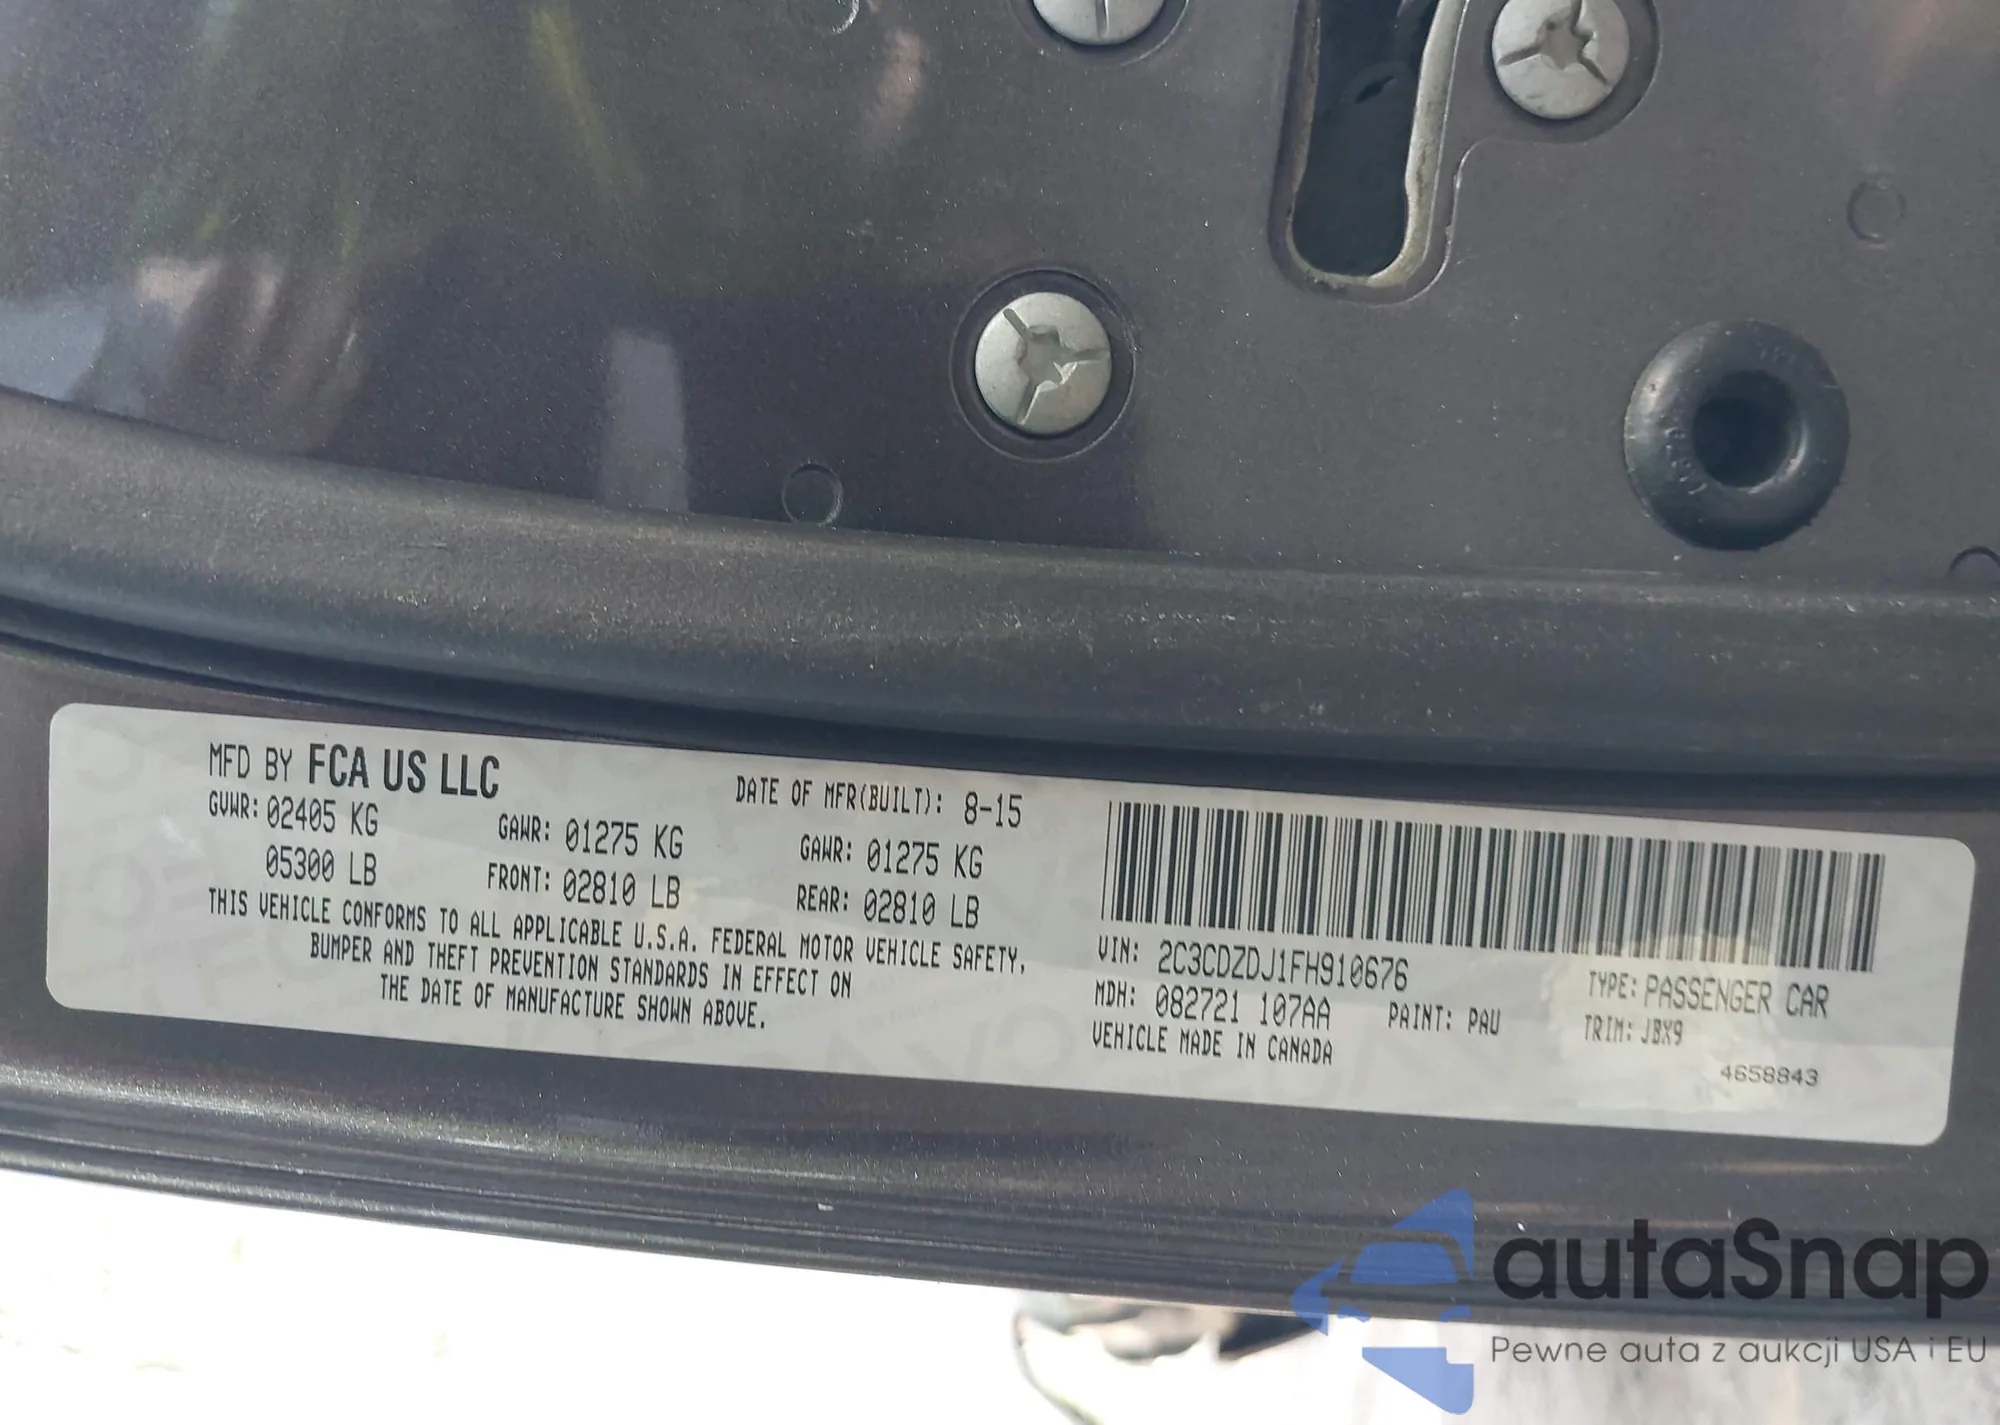 MFD BY FCA US LLC
DATE OF MFR(BUILT): 8-15
GVWR: 02405 KG GAWR: 01275 KG GAWR: 01275 KG
05300 LB FRONT: 02810 LB REAR: 02810 LB
THIS VEHICLE CONFORMS TO ALL APPLICABLE U.S.A. FEDERAL MOTOR VEHICLE SAFETY,
BUMPER AND THEFT PREVENTION STANDARDS IN EFFECT ON
THE DATE OF MANUFACTURE SHOWN ABOVE.
VIN: 2C3CDZDJ1FH910676 TYPE: PASSENGER CAR
MDH: 082721 107AA PAINT: PAU TRIM: JBX9
VEHICLE MADE IN CANADA
4658843
autaSnap
Pewne auta z aukcji USA i EU